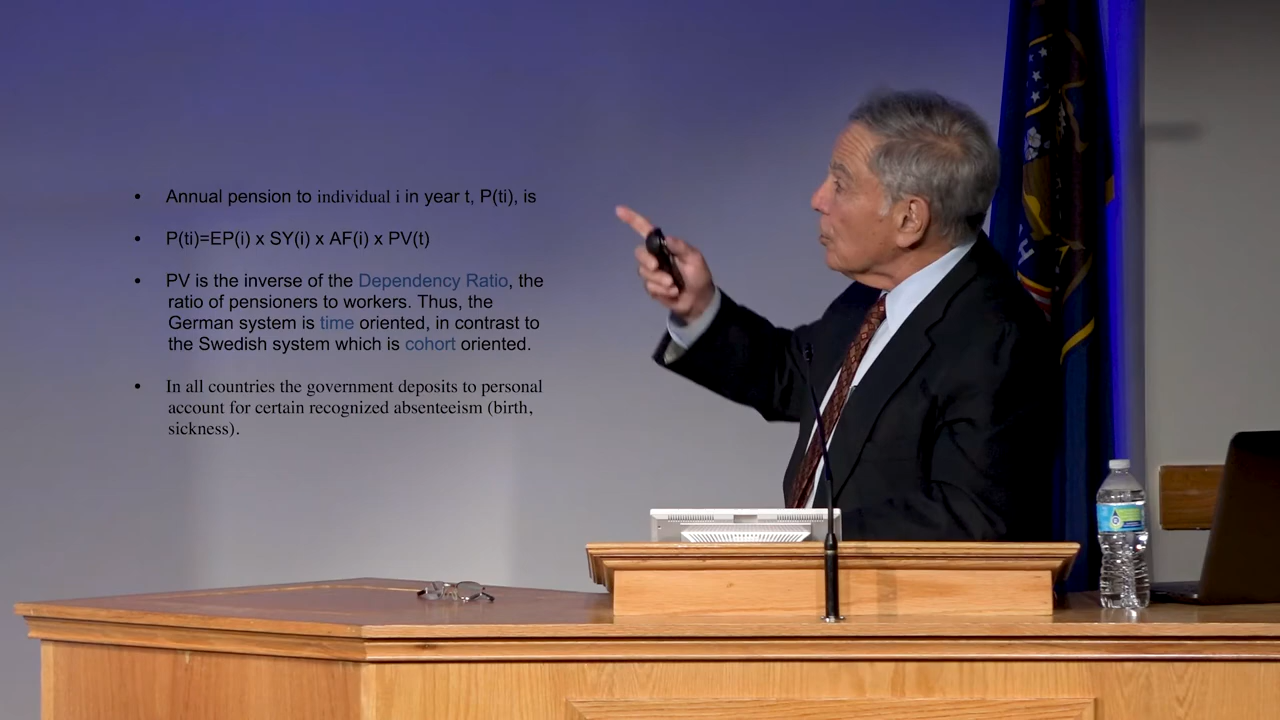 • Annual pension to individual i in year t, P(ti), is
• P(ti)=EP(i) x SY(i) x AF(i) x PV(t)
• PV is the inverse of the Dependency Ratio, the
ratio of pensioners to workers. Thus, the
German system is time oriented, in contrast to
the Swedish system which is cohort oriented.
• In all countries the government deposits to personal
account for certain recognized absenteeism (birth,
sickness).